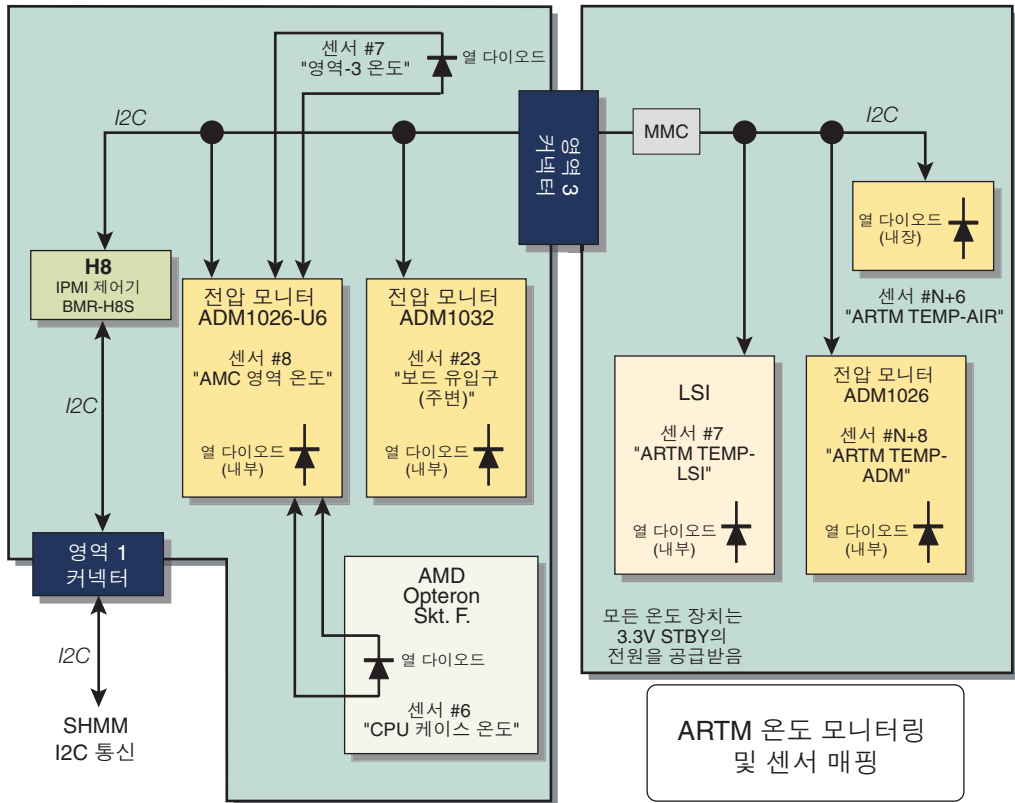 센서 #7
"영역-3 온도"
열 다이오드
I2C
영역 3
커넥터
MMC
I2C
열 다이오드
(내장)
센서 #N+6
"ARTM TEMP-AIR"
H8
IPMI 제어기
BMR-H8S
전압 모니터
ADM1026-U6
센서 #8
"AMC 영역 온도"
열 다이오드
(내부)
전압 모니터
ADM1032
센서 #23
"보드 유입구
(주변)"
열 다이오드
(내부)
LSI
센서 #7
"ARTM TEMP-
LSI"
열 다이오드
(내부)
전압 모니터
ADM1026
센서 #N+8
"ARTM TEMP-
ADM"
열 다이오드
(내부)
I2C
영역 1
커넥터
I2C
SHMM
I2C 통신
AMD
Opteron
Skt. F.
열 다이오드
센서 #6
"CPU 케이스 온도"
모든 온도 장치는
3.3V STBY의
전원을 공급받음
ARTM 온도 모니터링
및 센서 매핑